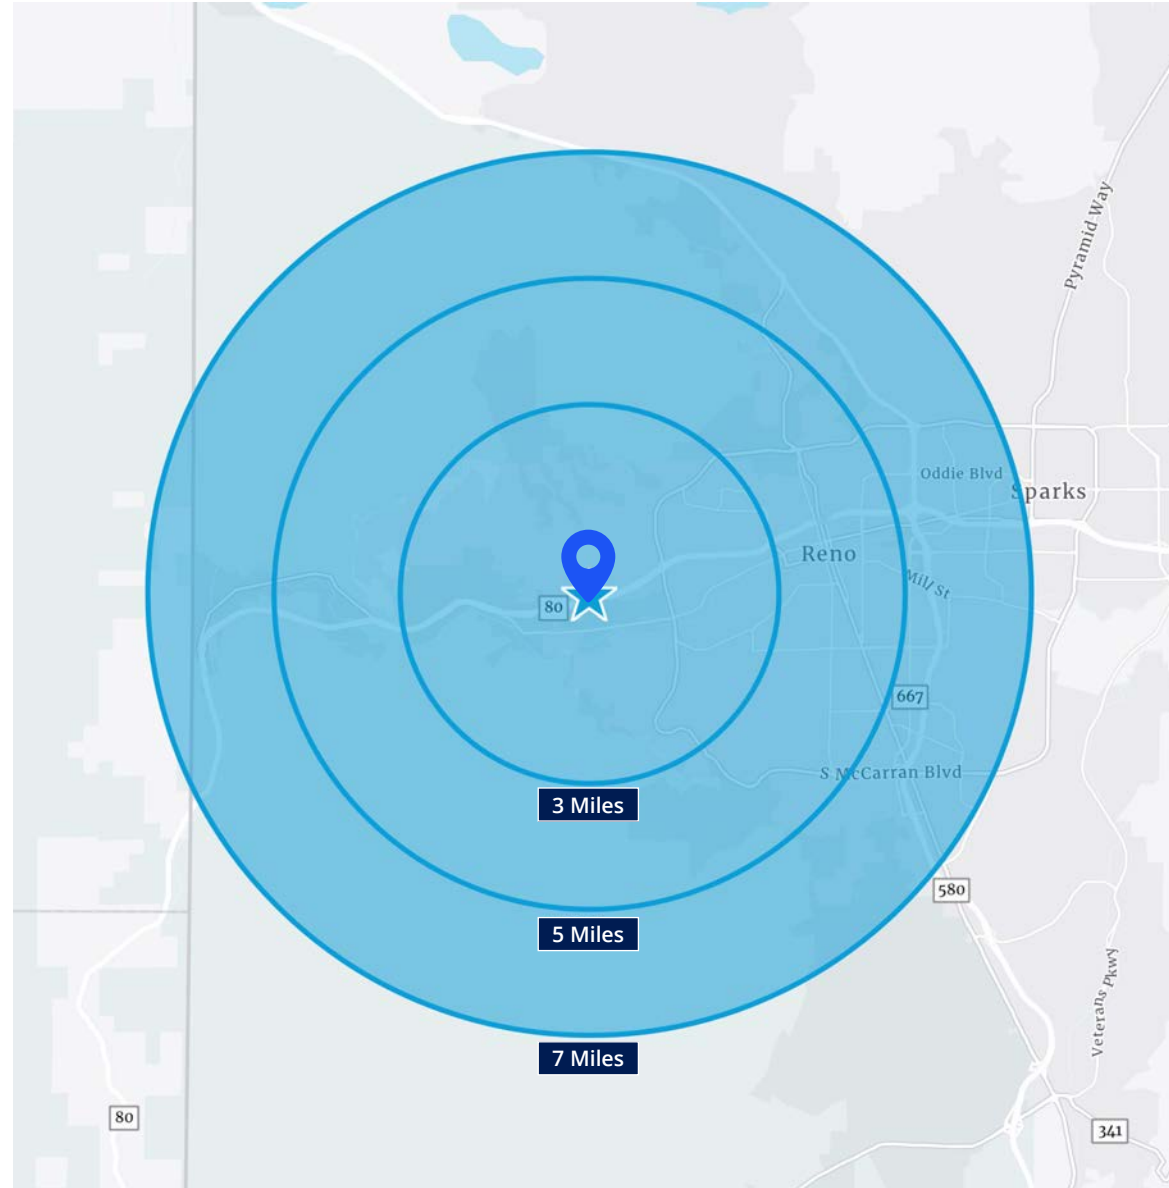 Pyramid Way
Oddie Blvd
Sparks
Reno
Mill St
80
667
S McCarran Blvd
3 Miles
580
5 Miles
Veterans Pkwy
7 Miles
80
341